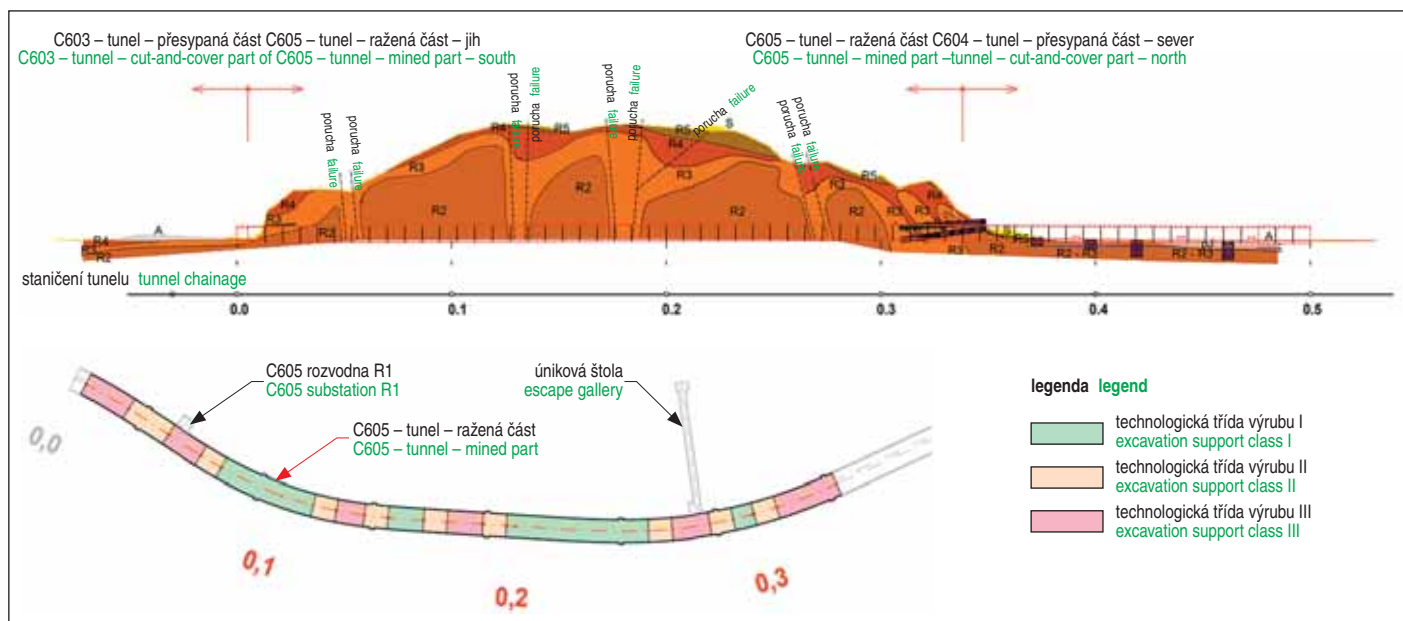 C603 – tunel – přesypaná část C605 – tunel – ražená část – jih
C603 – tunnel – cut-and-cover part of C605 – tunnel – mined part – south
C605 – tunel – ražená část C604 – tunel – přesypaná část – sever
C605 – tunnel – mined part –tunnel – cut-and-cover part – north
porucha failure
porucha failure
porucha
porucha failure
porucha failure
porucha failure
porucha failure
porucha failure
porucha failure
R4
R5
R5
S
R4
R3
R3
R2
R2
R2
R4
R3
R2
R3
R5
R2
R4
R3
R3
A
R4
R2
R5
R3
R2
R2 - R3
R2 - R3
A
staničení tunelu tunnel chainage
0.0 0.1 0.2 0.3 0.4 0.5
C605 rozvodna R1
C605 substation R1
úniková štola
escape gallery
C605 – tunel – ražená část
C605 – tunnel – mined part
0,0
0,1
0,2
0,3
legenda legend
technologická třída výrubu I
excavation support class I
technologická třída výrubu II
excavation support class II
technologická třída výrubu III
excavation support class III